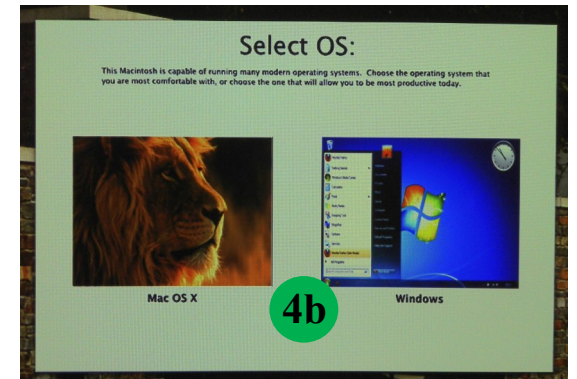 Select OS:
This Macintosh is capable of running many modern operating systems. Choose the operating system that
you are most comfortable with, or choose the one that will allow you to be most productive today.
Mac OS X
Windows
4b